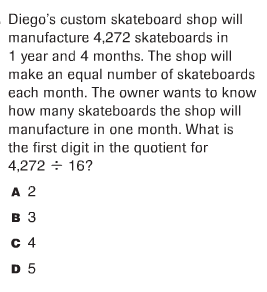 Diego's custom skateboard shop will
manufacture 4,272 skateboards in
1 year and 4 months. The shop will
make an equal number of skateboards
each month. The owner wants to know
how many skateboards the shop will
manufacture in one month. What is
the first digit in the quotient for
4,272 ÷ 16?
A 2
B 3
C 4
D 5